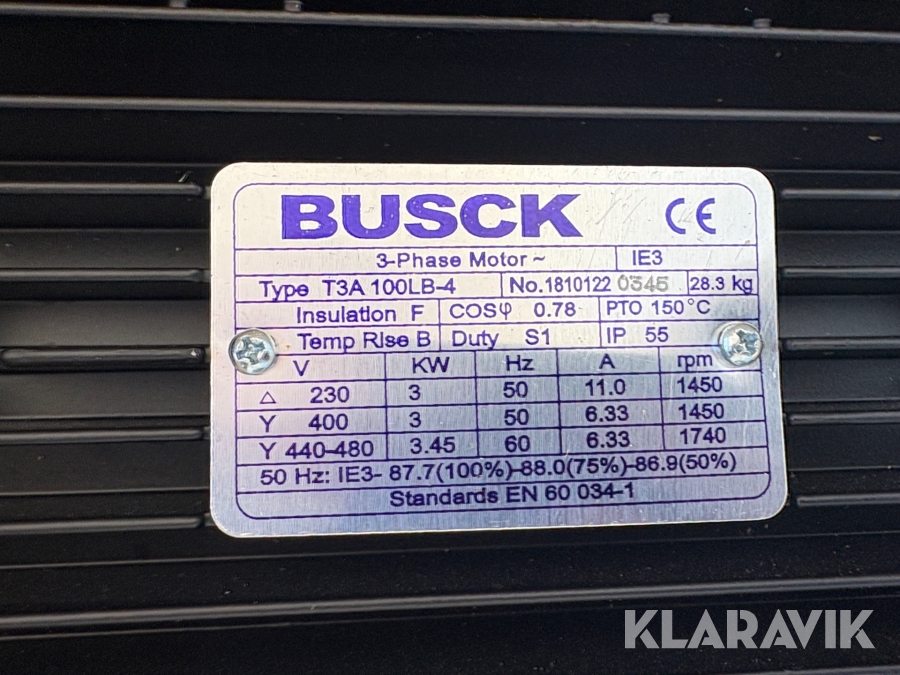 BUSCK CE
3-Phase Motor ~ IE3
Type T3A 100LB-4 No.1810122 0345 28.3 kg
Insulation F COSφ 0.78 PTO 150°C
Temp Rise B Duty S1 IP 55
V KW Hz A rpm
△ 230 3 50 11.0 1450
Y 400 3 50 6.33 1450
Y 440-480 3.45 60 6.33 1740
50 Hz: IE3- 87.7(100%)-88.0(75%)-86.9(50%)
Standards EN 60 034-1
KLARAVIK